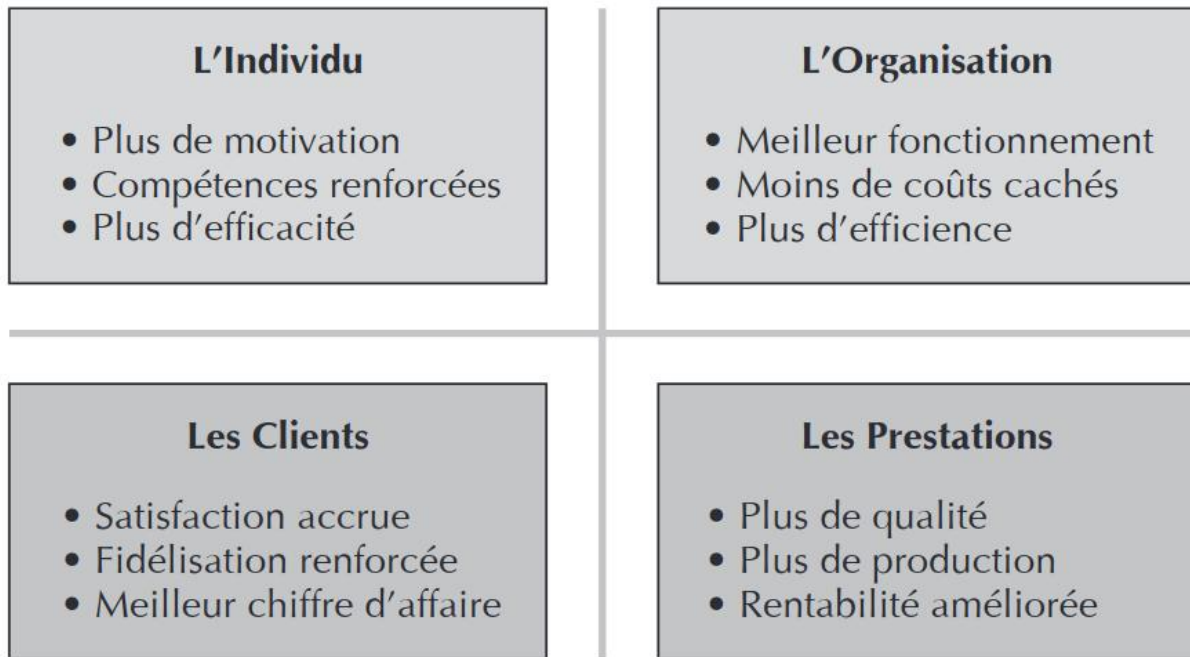 L'Individu
• Plus de motivation
• Compétences renforcées
• Plus d'efficacité
L'Organisation
• Meilleur fonctionnement
• Moins de coûts cachés
• Plus d'efficience
Les Clients
• Satisfaction accrue
• Fidélisation renforcée
• Meilleur chiffre d'affaire
Les Prestations
• Plus de qualité
• Plus de production
• Rentabilité améliorée